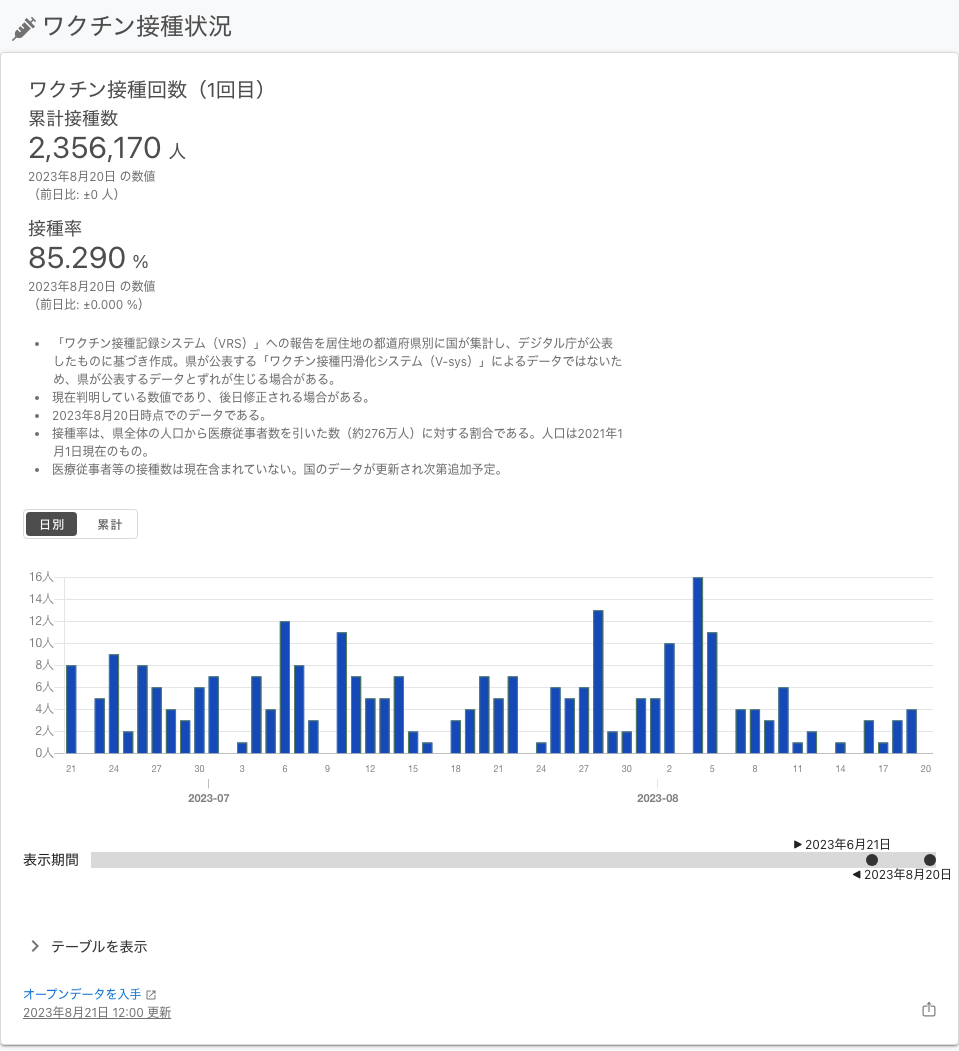 ワクチン接種状況
ワクチン接種回数（1回目）
累計接種数
2,356,170 人
2023年8月20日 の数値
（前日比: ±0 人）
接種率
85.290 %
2023年8月20日 の数値
（前日比: ±0.000 %）
• 「ワクチン接種記録システム（VRS）」への報告を居住地の都道府県別に国が集計し、デジタル庁が公表
したものに基づき作成。県が公表する「ワクチン接種円滑化システム（V-sys）」によるデータではないた
め、県が公表するデータとずれが生じる場合がある。
• 現在判明している数値であり、後日修正される場合がある。
• 2023年8月20日時点でのデータである。
• 接種率は、県全体の人口から医療従事者数を引いた数（約276万人）に対する割合である。人口は2021年1
月1日現在のもの。
• 医療従事者等の接種数は現在含まれていない。国のデータが更新され次第追加予定。
日別 累計
16人
14人
12人
10人
8人
6人
4人
2人
0人
21 24 27 30 3 6 9 12 15 18 21 24 27 30 2 5 8 11 14 17 20
2023-07 2023-08
▶ 2023年6月21日
表示期間
◀ 2023年8月20日
テーブルを表示
オープンデータを入手
2023年8月21日 12:00 更新